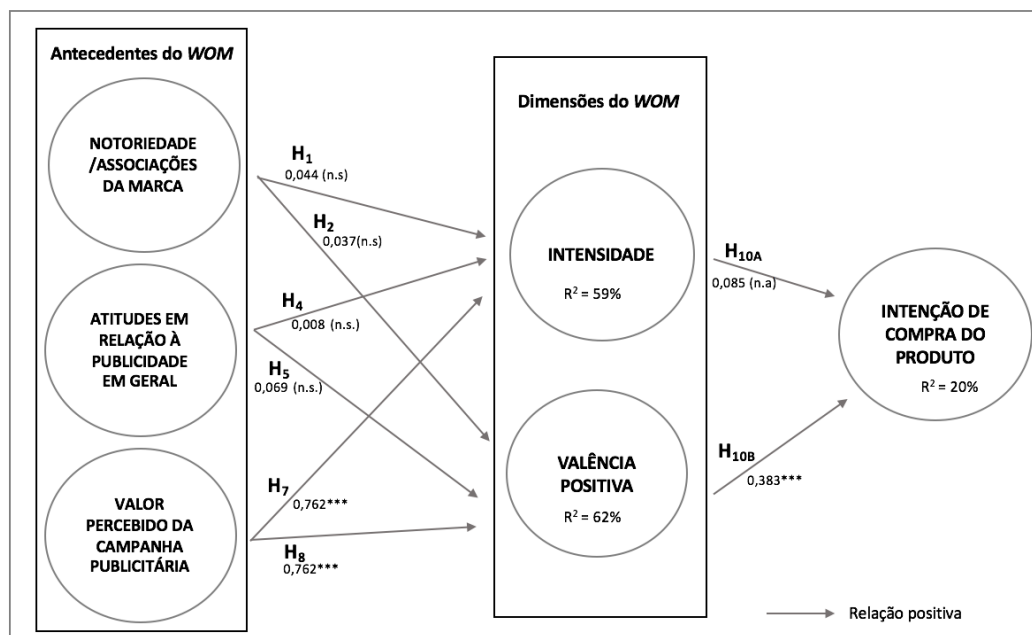 Antecedentes do WOM
NOTORIEDADE
/ASSOCIAÇÕES
DA MARCA
ATITUDES EM
RELAÇÃO À
PUBLICIDADE
EM GERAL
VALOR
PERCEBIDO DA
CAMPANHA
PUBLICITÁRIA
H1
0,044 (n.s)
H2
0,037(n.s)
H4
0,008 (n.s.)
H5
0,069 (n.s.)
H7
0,762***
H8
0,762***
Dimensões do WOM
INTENSIDADE
R² = 59%
VALÊNCIA
POSITIVA
R² = 62%
H10A
0,085 (n.a)
H10B
0,383***
INTENÇÃO DE
COMPRA DO
PRODUTO
R² = 20%
Relação positiva